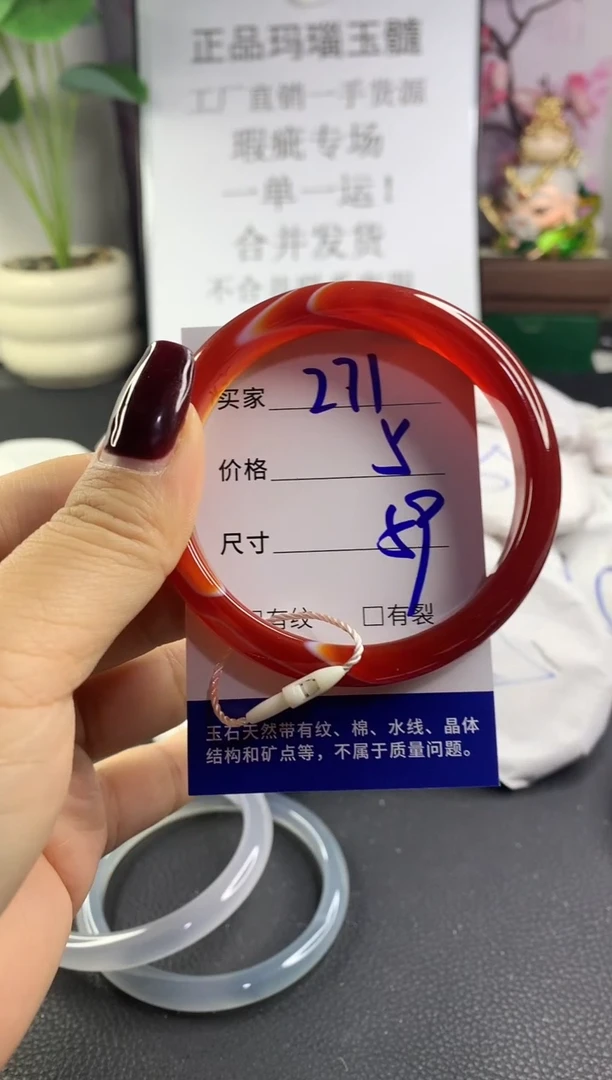 正品玛瑙玉髓
工厂直销一手货源
瑕疵专场
一单一运!
合并发货
买家 271
价格 5
尺寸 59
□有纹 □有裂
玉石天然带有纹、棉、水线、晶体
结构和矿点等，不属于质量问题。